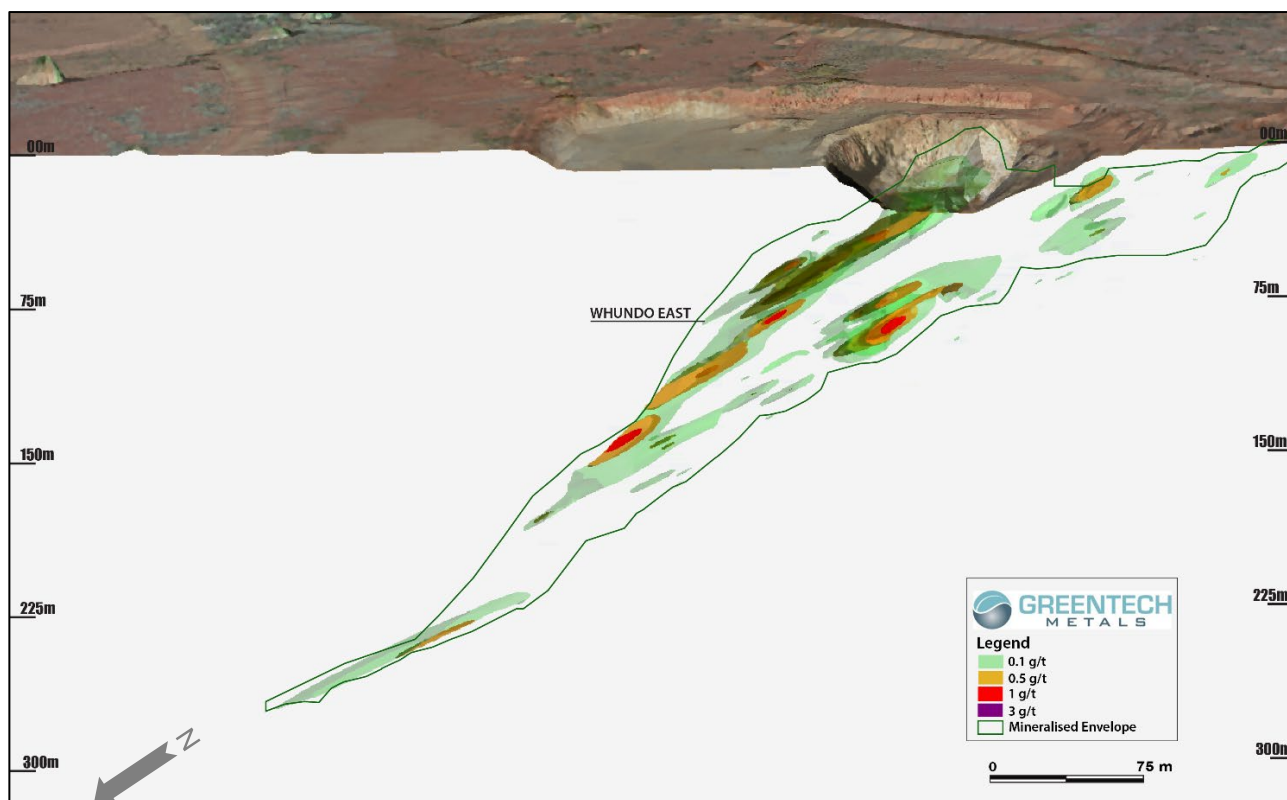 00m
00m
75m
WHUNDO EAST
75m
150m
150m
225m
225m
GREENTECH
METALS
Legend
0.1 g/t
0.5 g/t
1 g/t
3 g/t
Mineralised Envelope
N
300m
300m
0 75 m